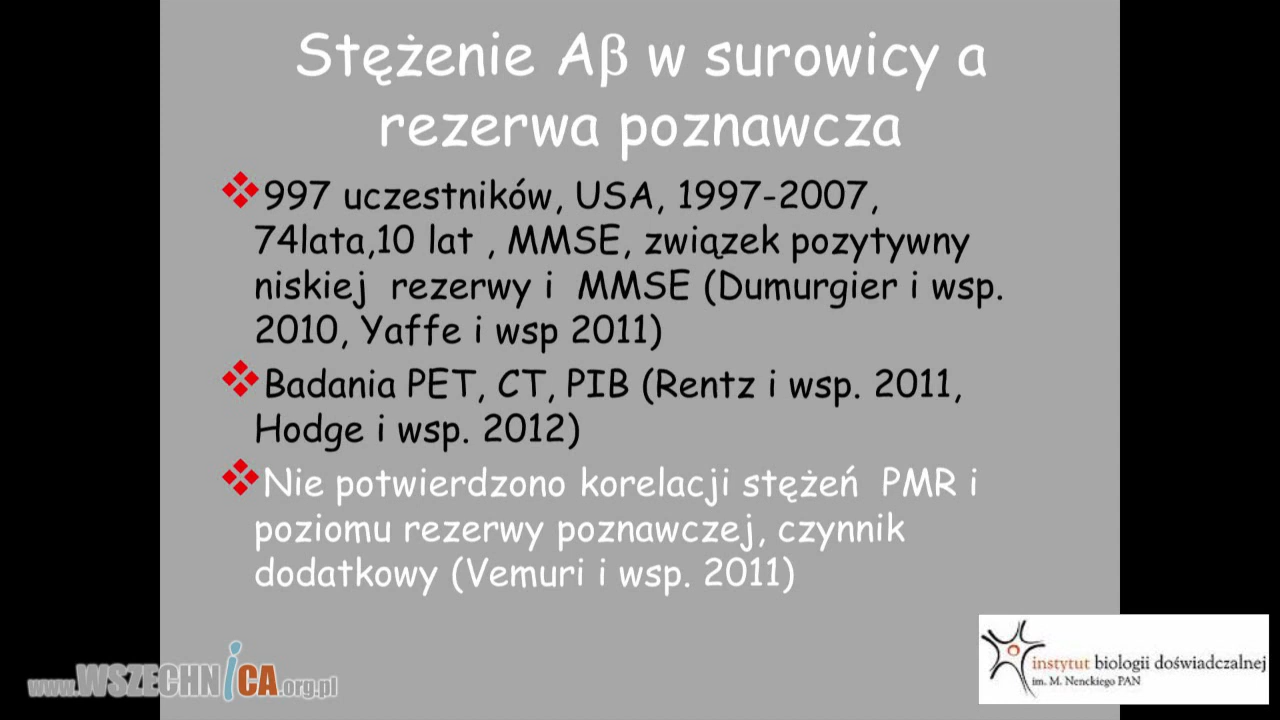 Stężenie Aβ w surowicy a
rezerwa poznawcza
997 uczestników, USA, 1997-2007,
74lata,10 lat , MMSE, związek pozytywny
niskiej rezerwy i MMSE (Dumurgier i wsp.
2010, Yaffe i wsp 2011)
Badania PET, CT, PIB (Rentz i wsp. 2011,
Hodge i wsp. 2012)
Nie potwierdzono korelacji stężeń PMR i
poziomu rezerwy poznawczej, czynnik
dodatkowy (Vemuri i wsp. 2011)
www.WSZECHNiCA.org.pl
instytut biologii doświadczalnej
im. M. Nenckiego PAN